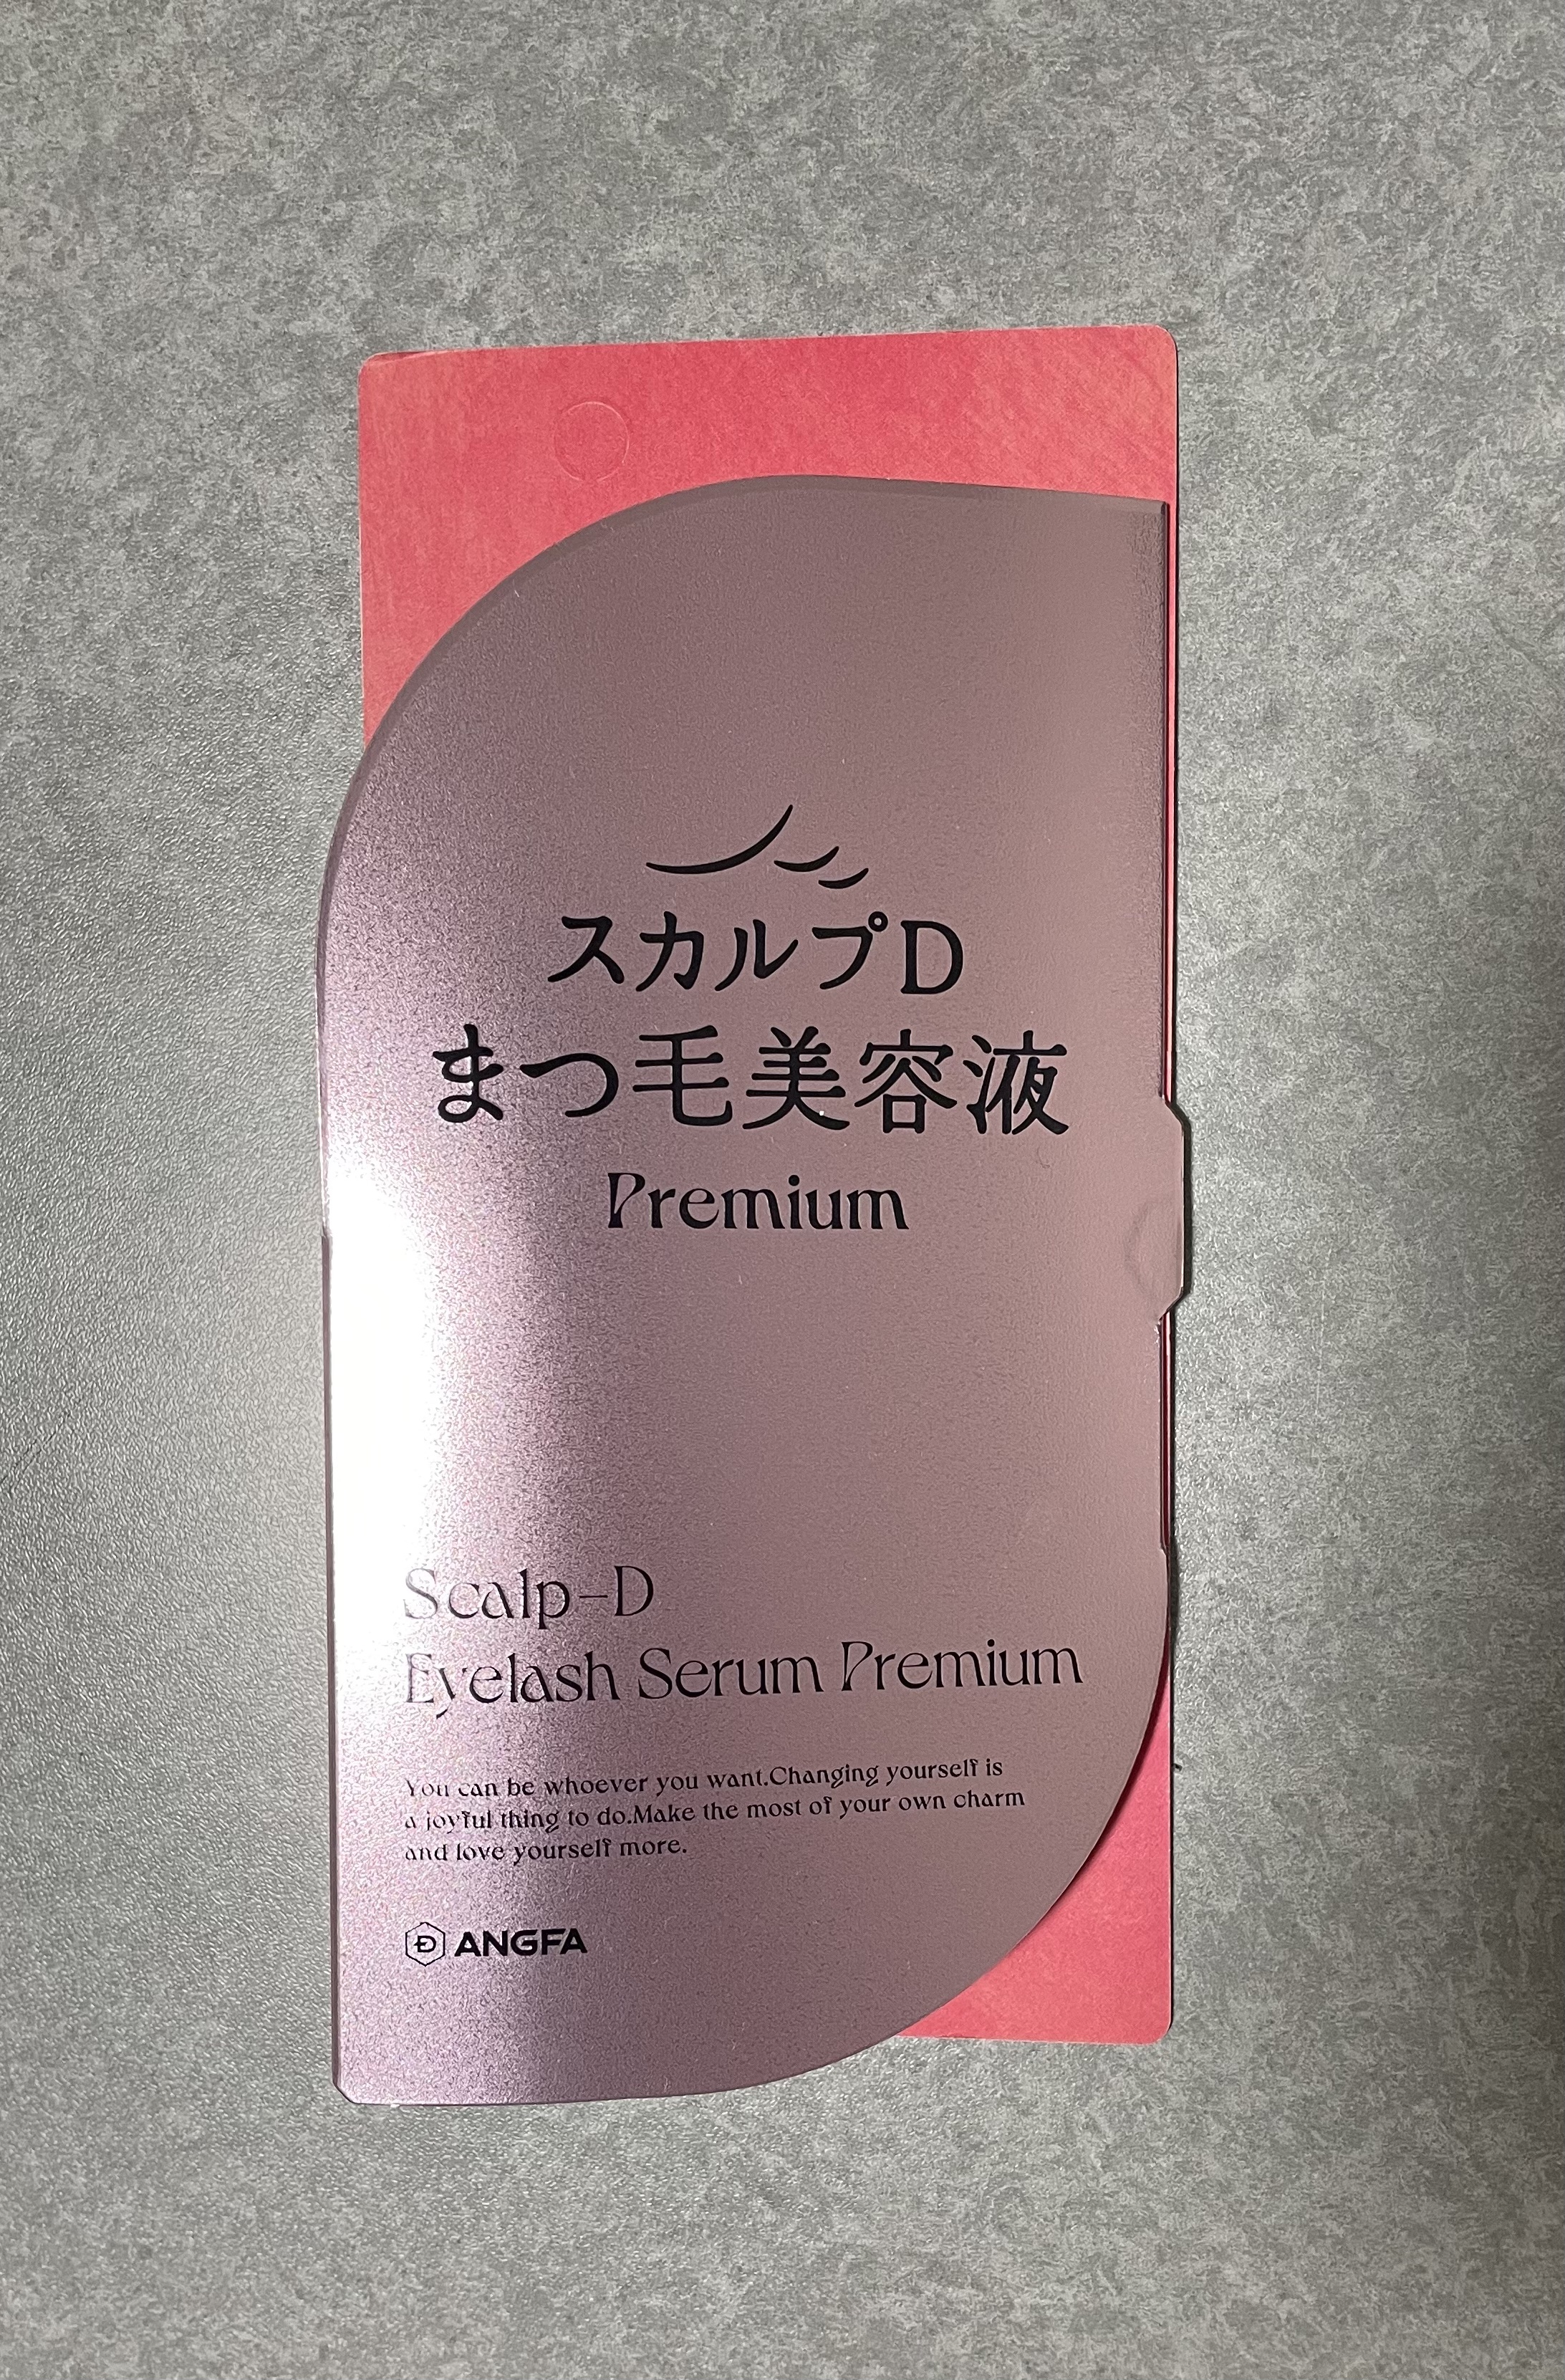 スカルプD
まつ毛美容液
Premium
Scalp-D
Eyelash Serum Premium
You can be whoever you want.Changing yourself is
a joyful thing to do.Make the most of your own charm
and love yourself more.
ANGFA